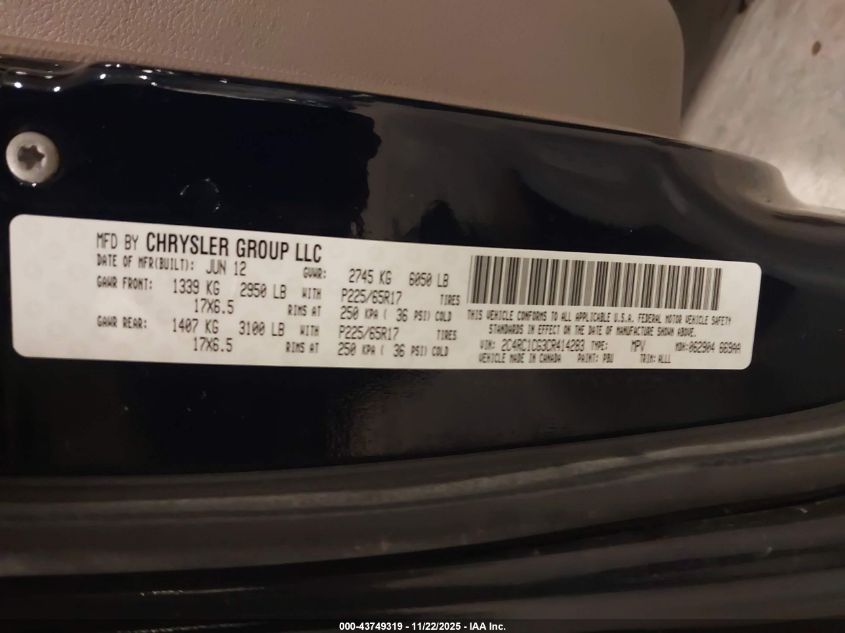 MFD BY CHRYSLER GROUP LLC
DATE OF MFR(BUILT): JUN 12 GVWR: 2745 KG 6050 LB
GAWR FRONT: 1339 KG 2950 LB WITH P225/65R17 TIRES
17X6.5 RIMS AT 250 KPA ( 36 PSI) COLD
GAWR REAR: 1407 KG 3100 LB WITH P225/65R17 TIRES
17X6.5 RIMS AT 250 KPA ( 36 PSI) COLD
THIS VEHICLE CONFORMS TO ALL APPLICABLE U.S.A. FEDERAL MOTOR VEHICLE SAFETY
STANDARDS IN EFFECT ON THE DATE OF MANUFACTURE SHOWN ABOVE.
VIN: 2C4RC1CG3CR414283 TYPE: MPV MDH: 062904 669AA
VEHICLE MADE IN CANADA PAINT: PBU TRIM: ALL1
000-43749319 - 11/22/2025 - IAA Inc.